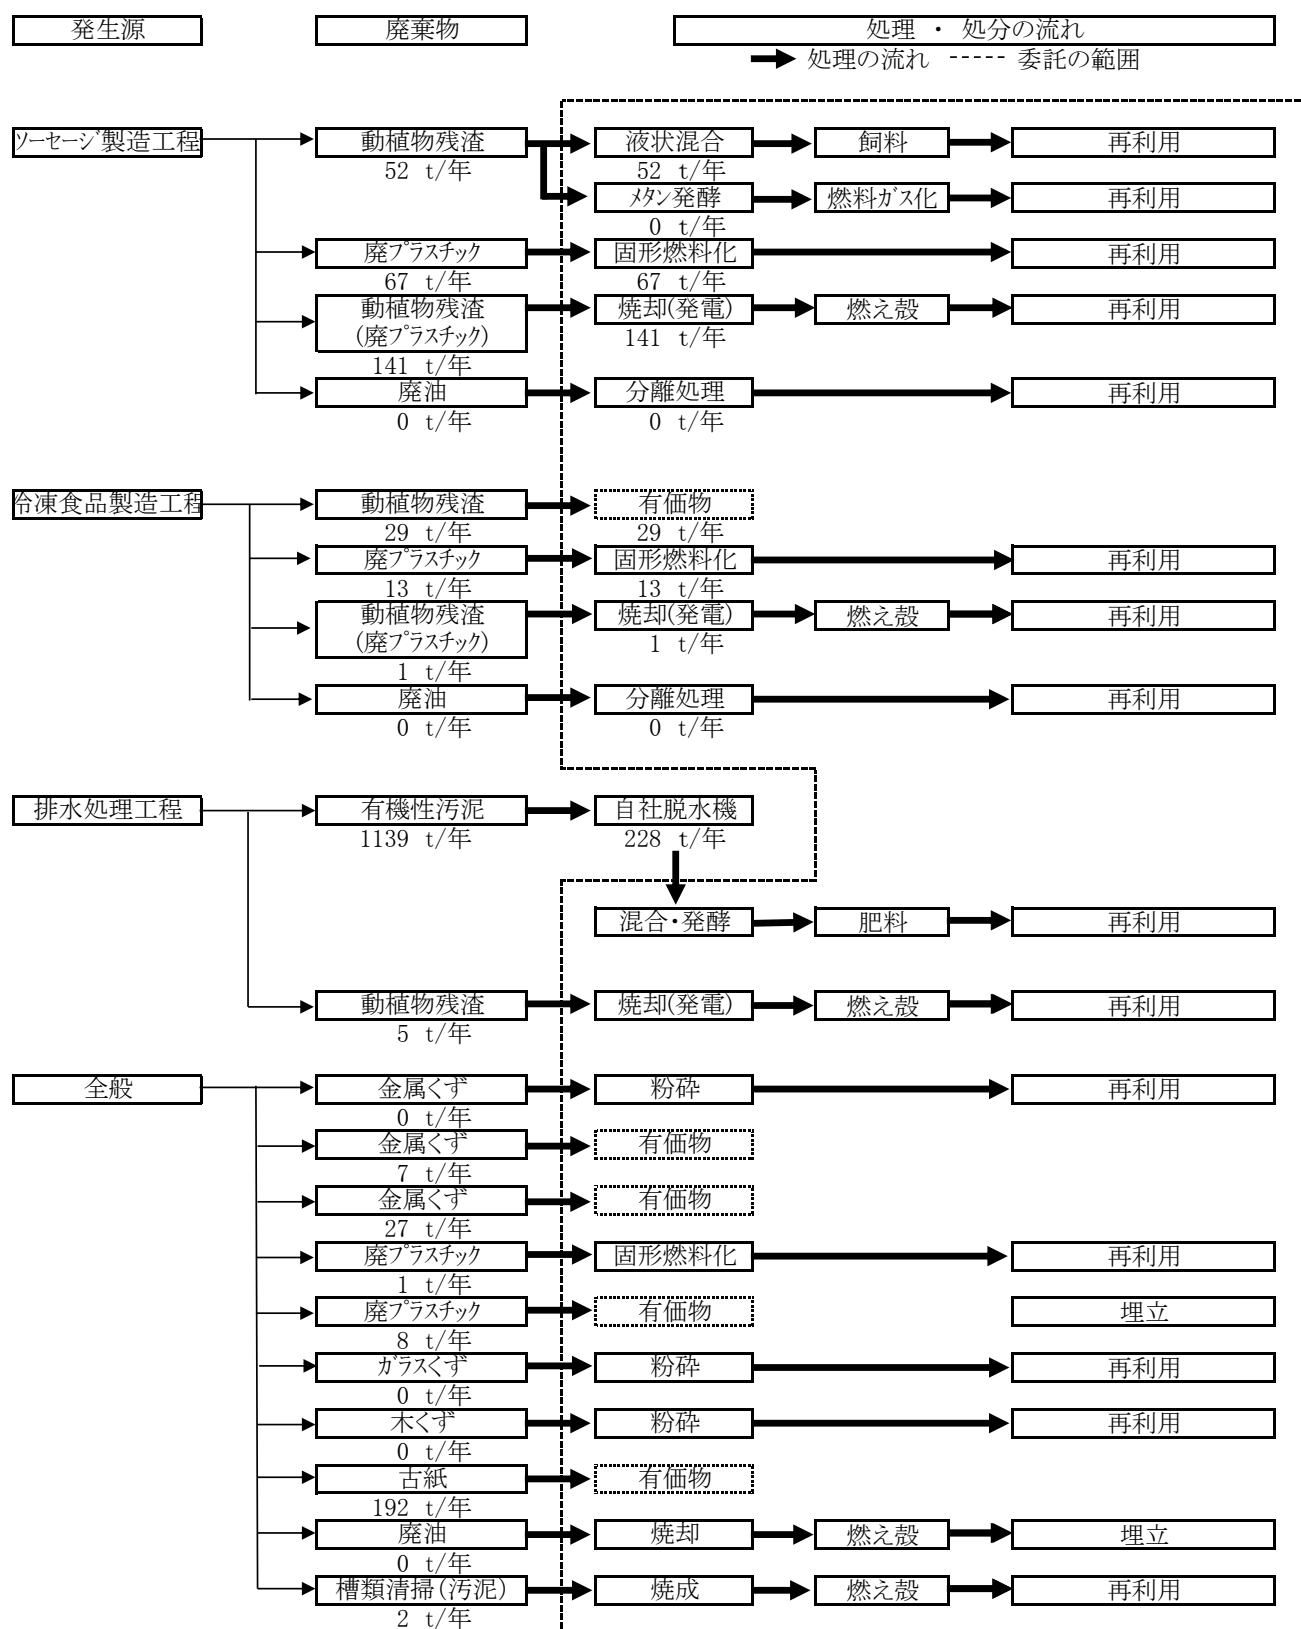 発生源 廃棄物 処理 ・ 処分の流れ
処理の流れ 委託の範囲
ソーセージ製造工程 動植物残渣 液状混合 飼料 再利用
52 t/年 52 t/年
メタン発酵 燃料ガス化 再利用
0 t/年
廃プラスチック 固形燃料化 再利用
67 t/年 67 t/年
動植物残渣 焼却(発電) 燃え殻 再利用
(廃プラスチック) 141 t/年
141 t/年
廃油 分離処理 再利用
0 t/年 0 t/年
冷凍食品製造工程 動植物残渣 有価物
29 t/年 29 t/年
廃プラスチック 固形燃料化 再利用
13 t/年 13 t/年
動植物残渣 焼却(発電) 燃え殻 再利用
(廃プラスチック) 1 t/年
1 t/年
廃油 分離処理 再利用
0 t/年 0 t/年
排水処理工程 有機性汚泥 自社脱水機
1139 t/年 228 t/年
混合・発酵 肥料 再利用
動植物残渣 焼却(発電) 燃え殻 再利用
5 t/年
全般 金属くず 粉砕 再利用
0 t/年
金属くず 有価物
7 t/年
金属くず 有価物
27 t/年
廃プラスチック 固形燃料化 再利用
1 t/年
廃プラスチック 有価物 埋立
8 t/年
ガラスくず 粉砕 再利用
0 t/年
木くず 粉砕 再利用
0 t/年
古紙 有価物
192 t/年
廃油 焼却 燃え殻 埋立
0 t/年
槽類清掃(汚泥) 焼成 燃え殻 再利用
2 t/年